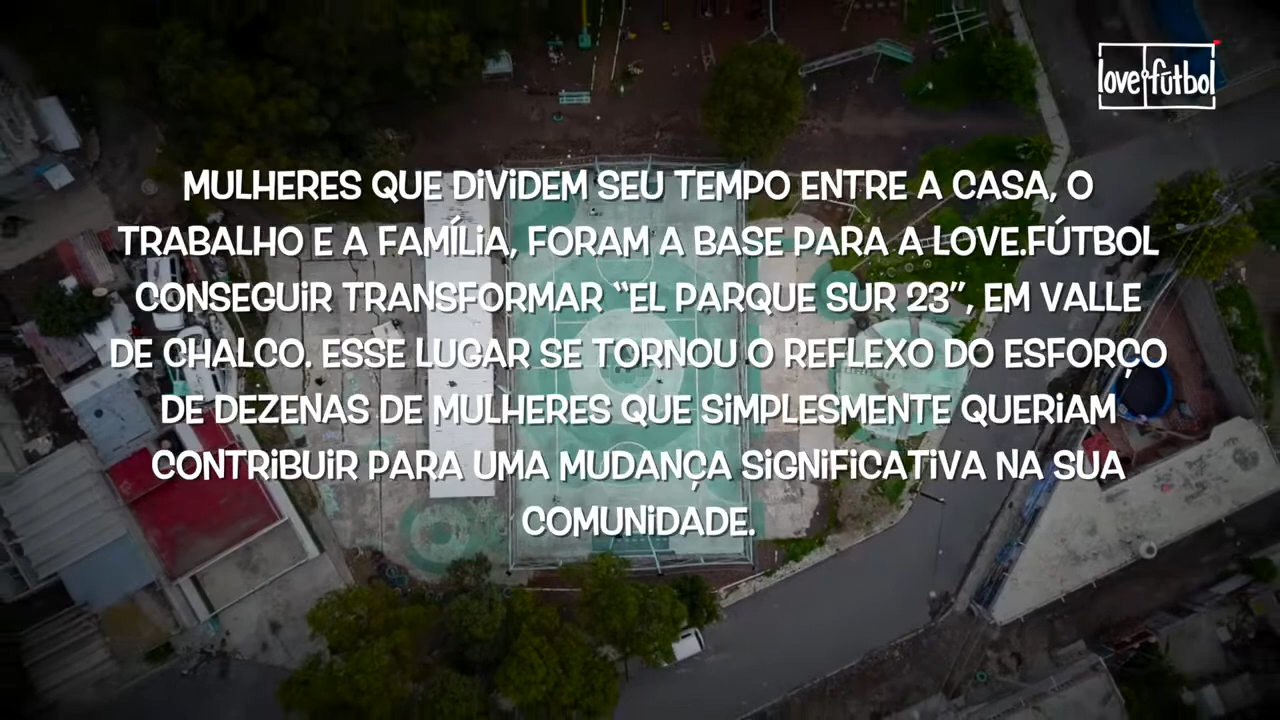 love.fútbol
MULHERES QUE DiViDEM SEU TEMPO ENTRE A CASA, O
TRABALHO E A FAMÍLiA, FORAM A BASE PARA A LOVE.FÚTBOL
CONSEGUiR TRANSFORMAR “EL PARQUE SUR 23”, EM VALLE
DE CHALCO. ESSE LUGAR SE TORNOU O REFLEXO DO ESFORÇO
DE DEZENAS DE MULHERES QUE SiMPLESMENTE QUERiAM
CONTRiBUiR PARA UMA MUDANÇA SiGNiFiCATiVA NA SUA
COMUNiDADE.